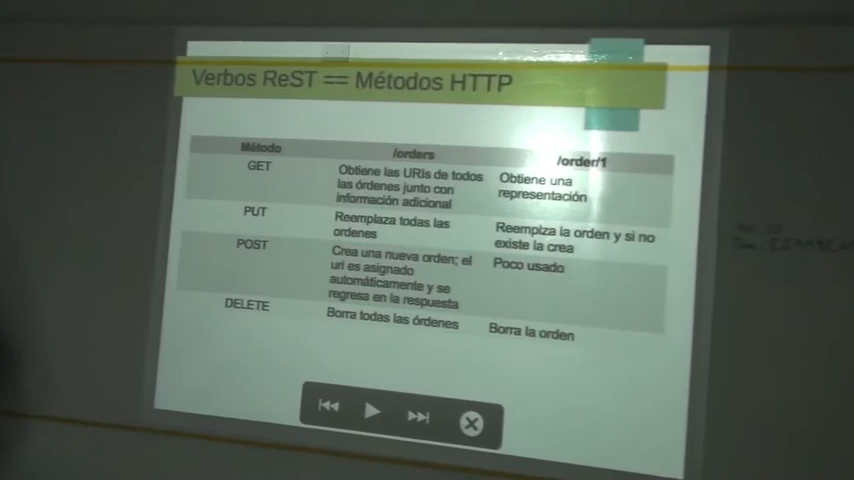 Verbos ReST == Métodos HTTP
Método /orders /order/1
GET
Obtiene las URIs de todos
las órdenes junto con
información adicional
Obtiene una
representación
PUT
Reemplaza todas las
ordenes
Reempiza la orden y si no
existe la crea
POST
Crea una nueva orden; el
uri es asignado
automáticamente y se
regresa en la respuesta
Poco usado
DELETE
Borra todas las órdenes
Borra la orden